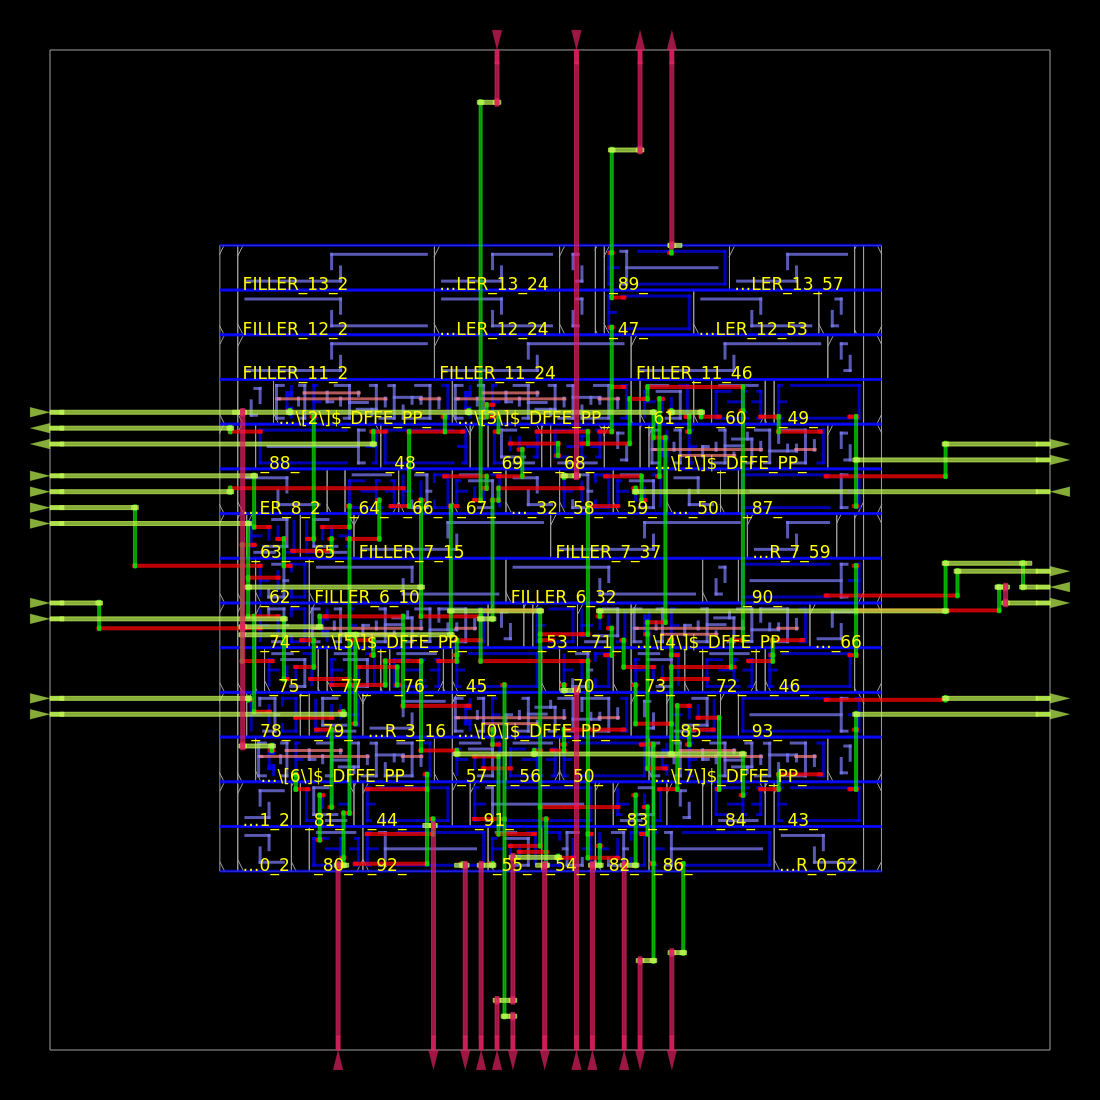 FILLER_13_2 ...LER_13_24 _89_ ...LER_13_57
FILLER_12_2 ...LER_12_24 _47_ ...LER_12_53
FILLER_11_2 FILLER_11_24 FILLER_11_46
...\[2\]$_DFFE_PP_ ...\[3\]$_DFFE_PP_ _61_ _60_ _49_
_88_ _48_ _69_ _68_ ...\[1\]$_DFFE_PP_
...ER_8_2 _64_ _66_ _67_ ..._32_ _58_ _59_ ..._50_ _87_
_63_ _65_ FILLER_7_15 FILLER_7_37 ...R_7_59
_62_ FILLER_6_10 FILLER_6_32 _90_
_74_ ...\[5\]$_DFFE_PP_ _53_ _71_ ...\[4\]$_DFFE_PP_ ..._66
_75_ _77_ _76_ _45_ _70_ _73_ _72_ _46_
_78_ _79_ ...R_3_16 ...\[0\]$_DFFE_PP_ _85_ _93_
...\[6\]$_DFFE_PP_ _57_ _56_ _50_ ...\[7\]$_DFFE_PP_
...1_2 _81_ _44_ _91_ _83_ _84_ _43_
...0_2 _80_ _92_ _55_ _54_ _82_ _86_ ...R_0_62